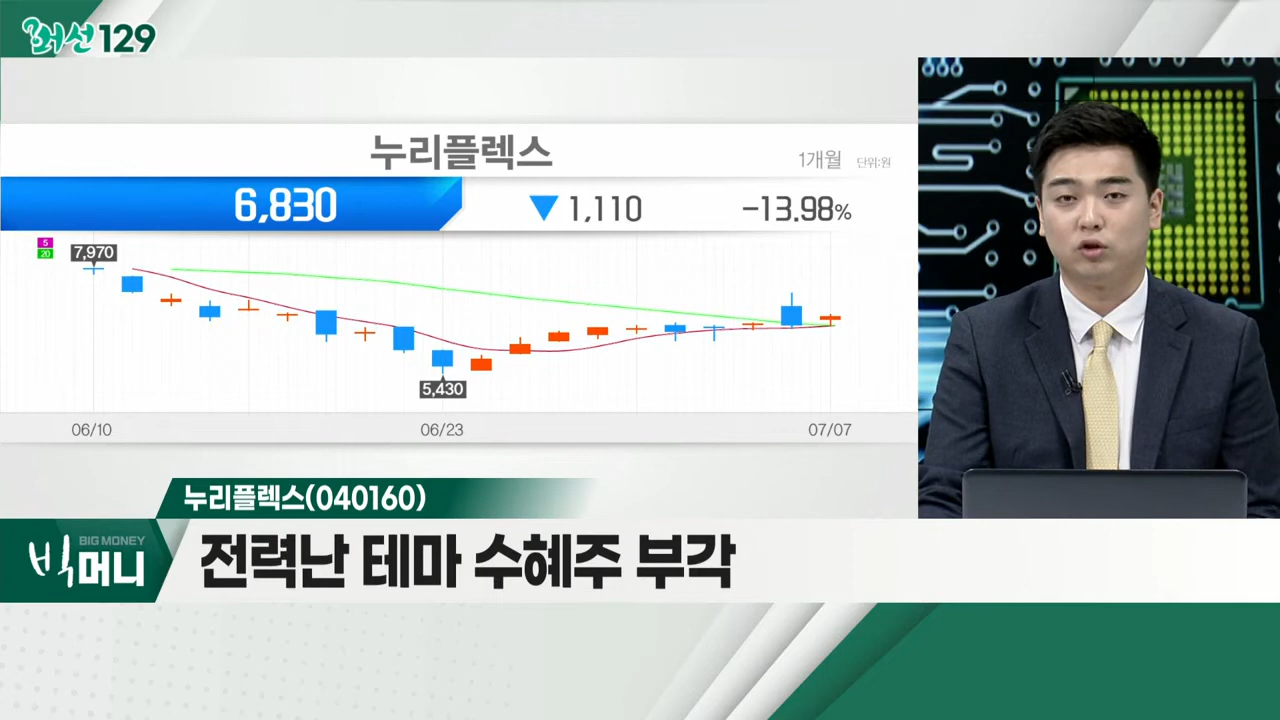 최선129
누리플렉스
1개월 단위:원
6,830 ▼1,110 -13.98%
5
20
7,970
5,430
06/10 06/23 07/07
누리플렉스(040160)
BIG MONEY
빅머니
전력난 테마 수혜주 부각